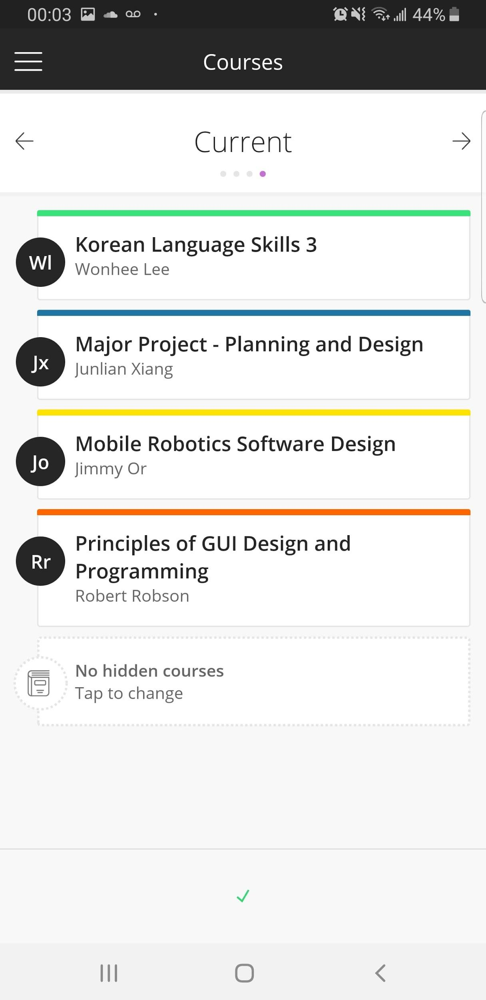 00:03 44%
Courses
Current
Korean Language Skills 3
Wl
Wonhee Lee
Major Project - Planning and Design
Jx
Junlian Xiang
Mobile Robotics Software Design
Jo
Jimmy Or
Principles of GUI Design and
Rr
Programming
Robert Robson
No hidden courses
Tap to change